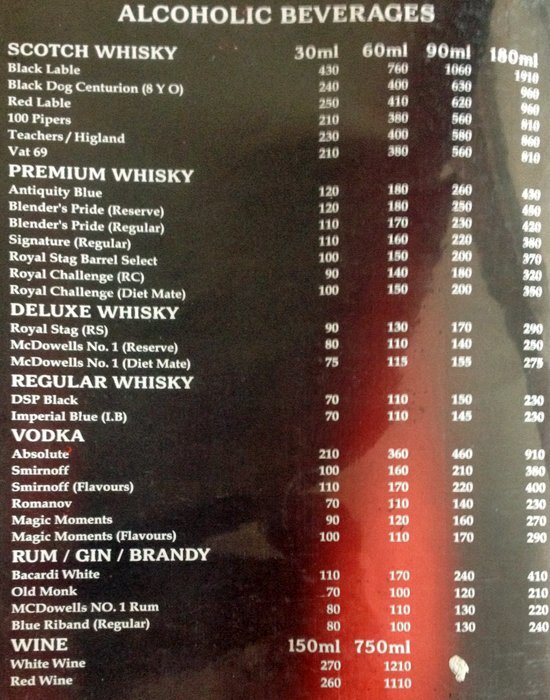 ALCOHOLIC BEVERAGES
SCOTCH WHISKY 30ml 60ml 90ml 180ml
Black Lable 430 760 1060 1910
Black Dog Centurion (8 Y O) 240 400 630 960
Red Lable 250 410 620 960
100 Pipers 210 380 560 810
Teachers / Higland 230 400 580 860
Vat 69 210 380 560 810
PREMIUM WHISKY
Antiquity Blue 120 180 260 430
Blender's Pride (Reserve) 120 180 250 450
Blender's Pride (Regular) 110 170 230 420
Signature (Regular) 110 160 220 380
Royal Stag Barrel Select 100 150 200 370
Royal Challenge (RC) 90 140 180 320
Royal Challenge (Diet Mate) 100 150 200 350
DELUXE WHISKY
Royal Stag (RS) 90 130 170 290
McDowells No. 1 (Reserve) 80 110 140 250
McDowells No. 1 (Diet Mate) 75 115 155 275
REGULAR WHISKY
DSP Black 70 110 150 230
Imperial Blue (I.B) 70 110 145 230
VODKA
Absolute 210 360 460 910
Smirnoff 100 160 210 380
Smirnoff (Flavours) 110 170 220 400
Romanov 70 110 140 230
Magic Moments 90 120 160 270
Magic Moments (Flavours) 100 110 170 290
RUM / GIN / BRANDY
Bacardi White 110 170 240 410
Old Monk 70 100 120 210
MCDowells NO. 1 Rum 80 110 130 220
Blue Riband (Regular) 80 100 130 240
WINE 150ml 750ml
White Wine 270 1210
Red Wine 260 1110